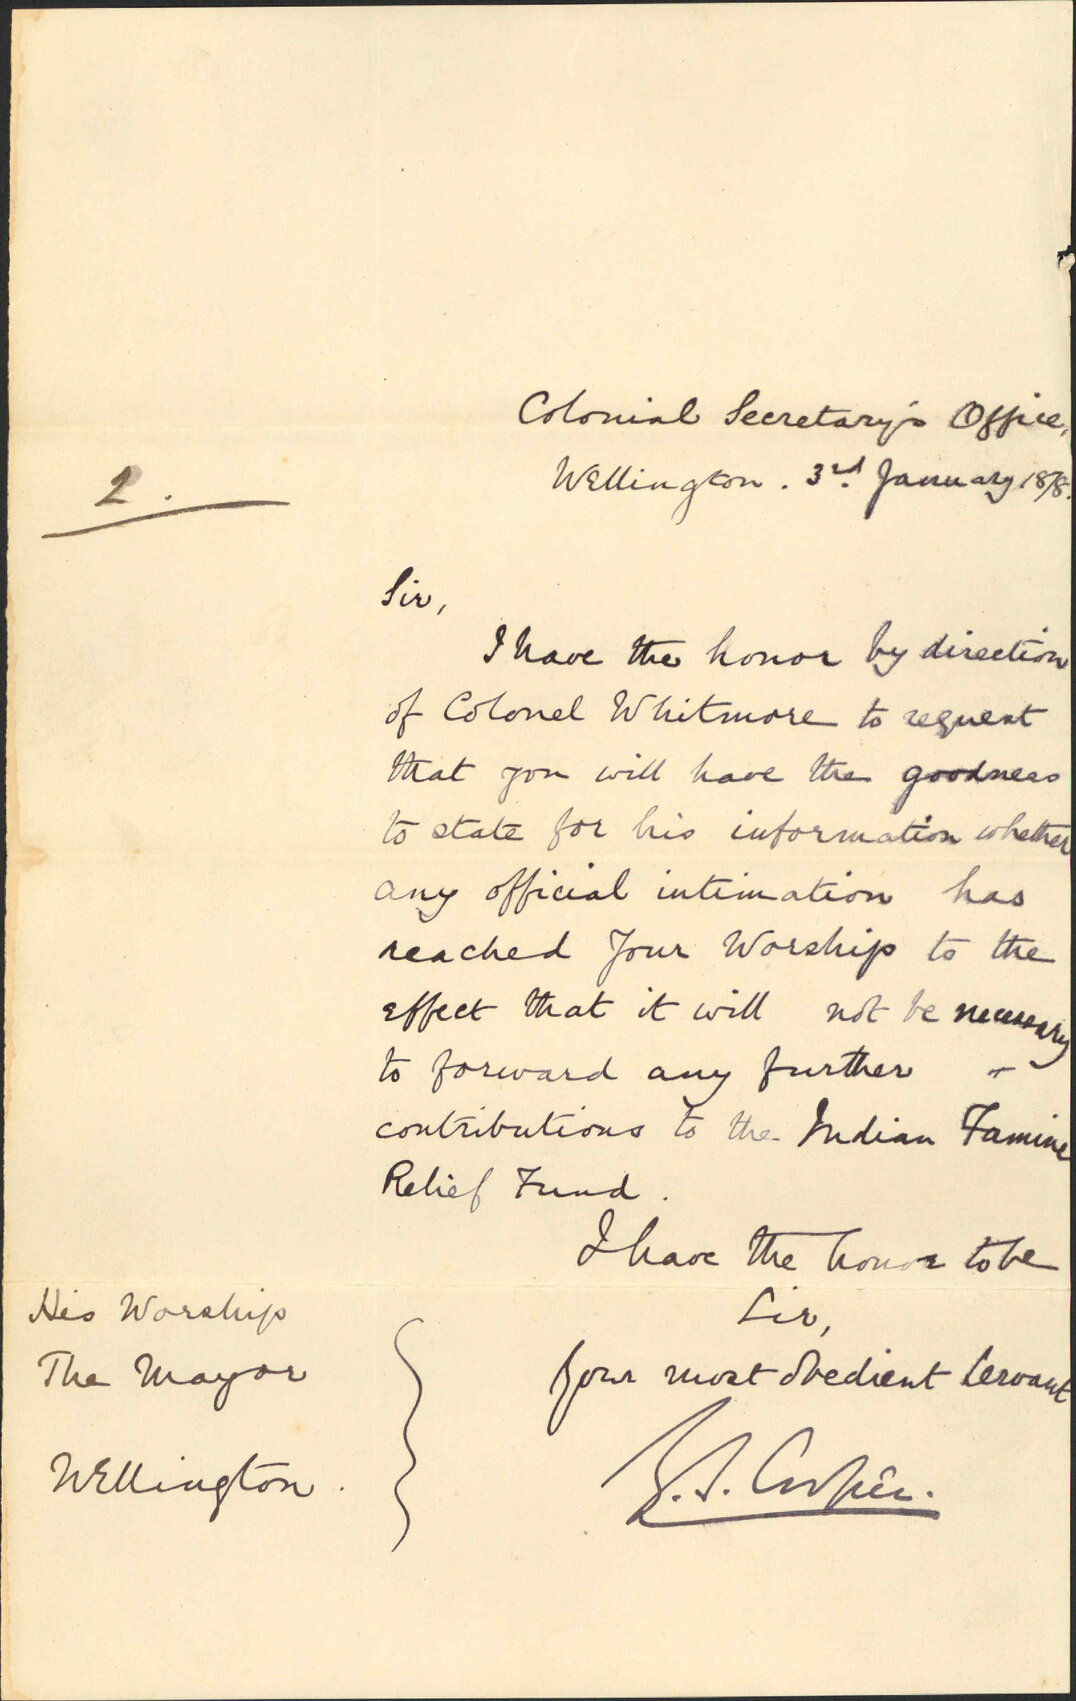 Colonial Secretary's Office,
Wellington. 3rd. January 1878.
2.
Sir,
I have the honor by direction
of Colonel Whitmore to request
that you will have the goodness
to state for his information whether
any official intimation has
reached Your Worship to the
effect that it will not be necessary
to forward any further
contributions to the Indian Famine
Relief Fund.
I have the honor to be
Sir,
Your most obedient Servant
G. S. Cooper.
His Worship
The Mayor
Wellington.